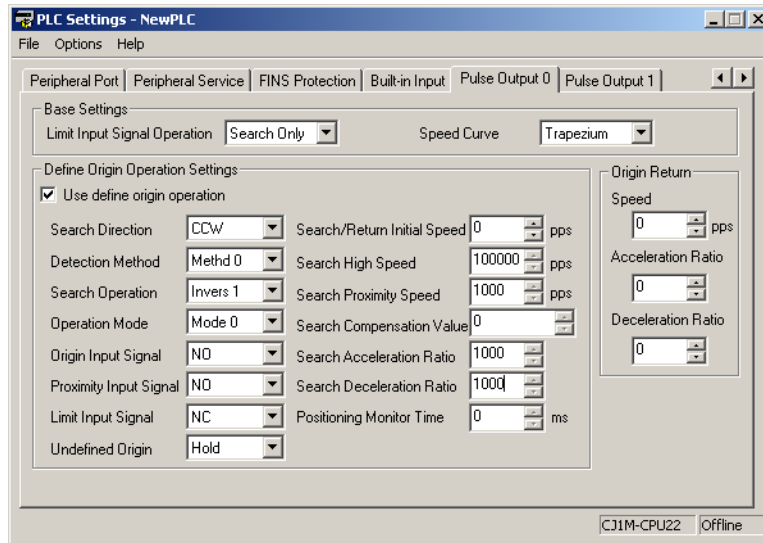 PLC Settings - NewPLC
File Options Help
Peripheral Port Peripheral Service FINS Protection Built-in Input Pulse Output 0 Pulse Output 1
Base Settings
Limit Input Signal Operation Search Only Speed Curve Trapezium
Define Origin Operation Settings
Use define origin operation
Search Direction CCW Search/Return Initial Speed 0 pps
Detection Method Methd 0 Search High Speed 100000 pps
Search Operation Invers 1 Search Proximity Speed 1000 pps
Operation Mode Mode 0 Search Compensation Value 0
Origin Input Signal NO Search Acceleration Ratio 1000
Proximity Input Signal NO Search Deceleration Ratio 1000
Limit Input Signal NC Positioning Monitor Time 0 ms
Undefined Origin Hold
Origin Return
Speed
0 pps
Acceleration Ratio
0
Deceleration Ratio
0
CJ1M-CPU22 Offline